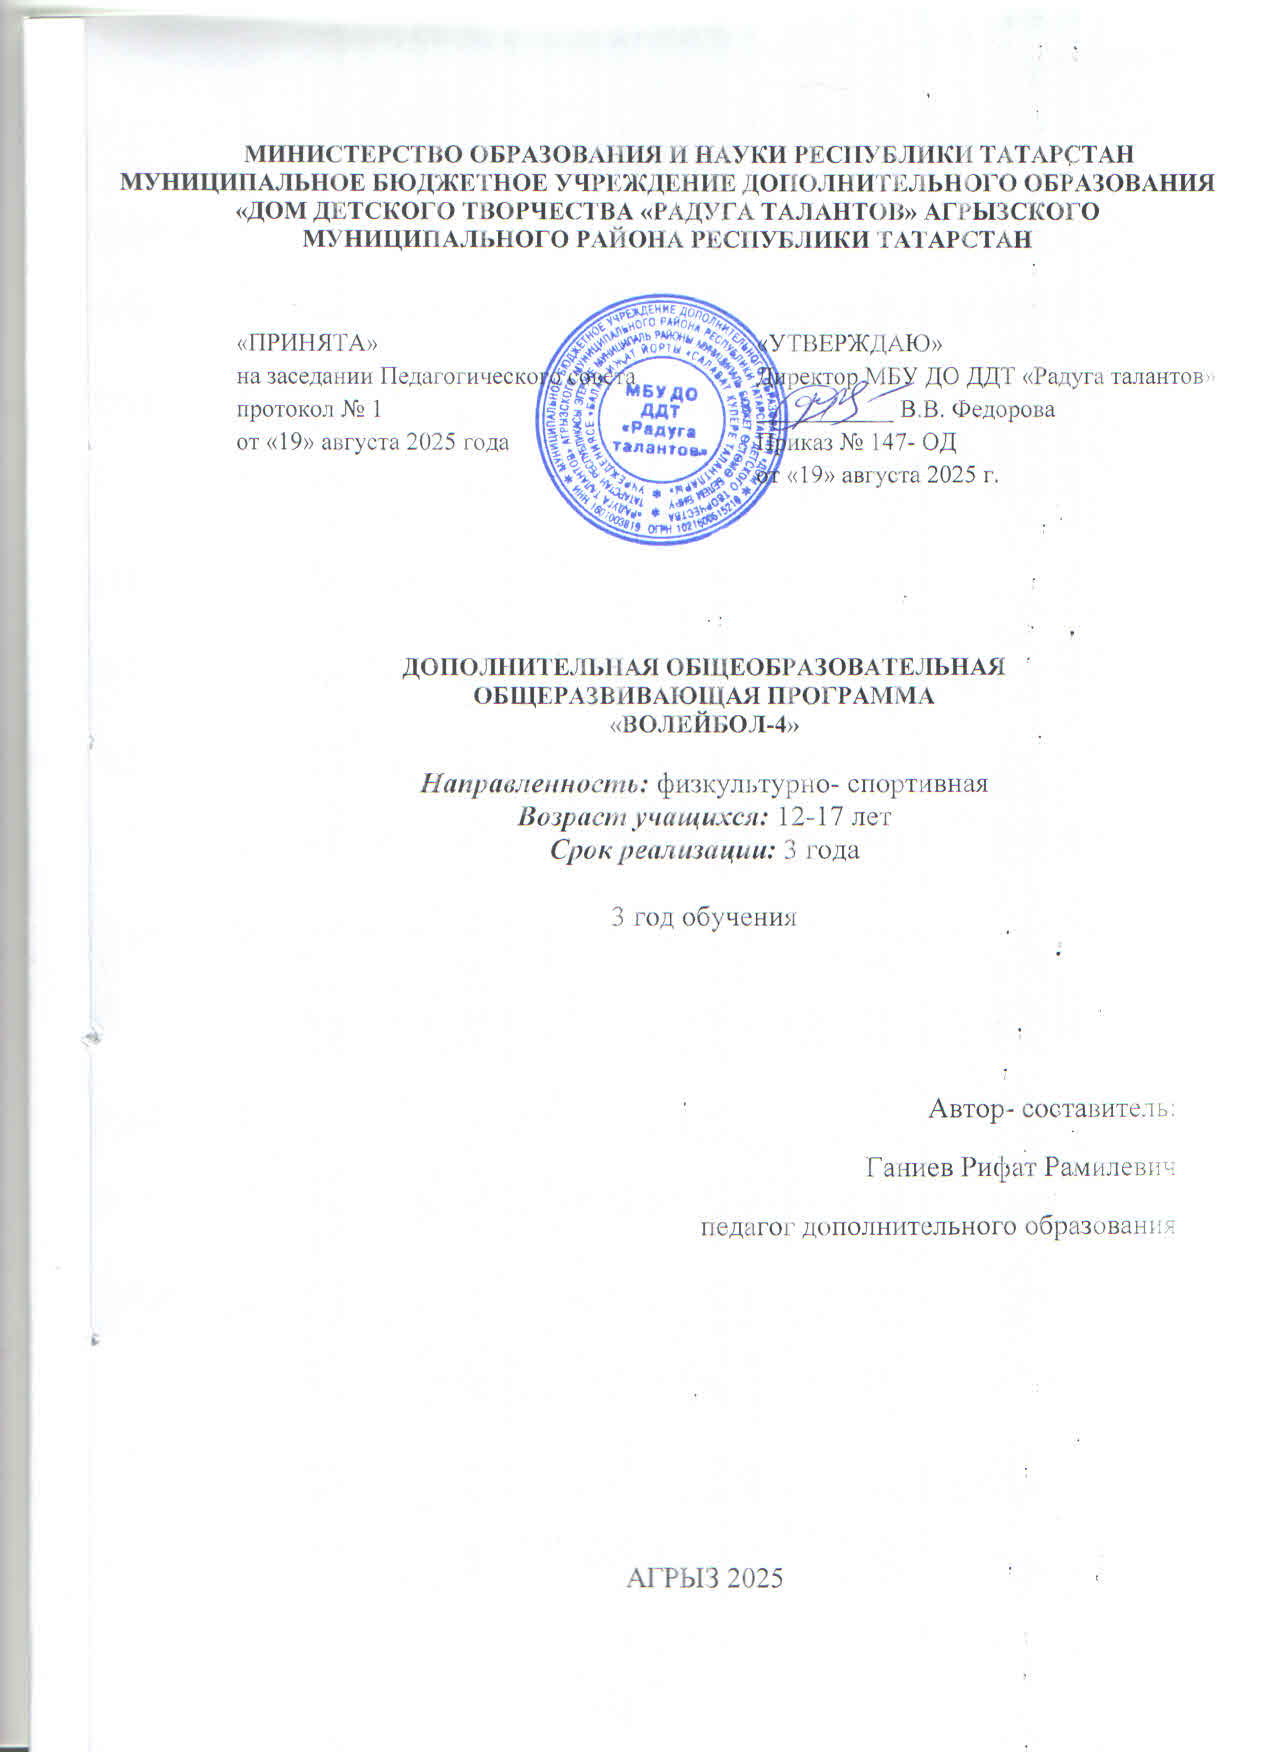 МИНИСТЕРСТВО ОБРАЗОВАНИЯ И НАУКИ РЕСПУБЛИКИ ТАТАРСТАН
МУНИЦИПАЛЬНОЕ БЮДЖЕТНОЕ УЧРЕЖДЕНИЕ ДОПОЛНИТЕЛЬНОГО ОБРАЗОВАНИЯ
«ДОМ ДЕТСКОГО ТВОРЧЕСТВА «РАДУГА ТАЛАНТОВ» АГРЫЗСКОГО
МУНИЦИПАЛЬНОГО РАЙОНА РЕСПУБЛИКИ ТАТАРСТАН
«ПРИНЯТА»
на заседании Педагогического совета
протокол № 1
от «19» августа 2025 года
МБУ ДО
ДДТ
«Радуга
талантов»
«УТВЕРЖДАЮ»
Директор МБУ ДО ДДТ «Радуга талантов»
В.В. Федорова
Приказ № 147- ОД
от «19» августа 2025 г.
ДОПОЛНИТЕЛЬНАЯ ОБЩЕОБРАЗОВАТЕЛЬНАЯ
ОБЩЕРАЗВИВАЮЩАЯ ПРОГРАММА
«ВОЛЕЙБОЛ-4»
Направленность: физкультурно- спортивная
Возраст учащихся: 12-17 лет
Срок реализации: 3 года
3 год обучения
Автор- составитель:
Ганиев Рифат Рамилевич
педагог дополнительного образования
АГРЫЗ 2025